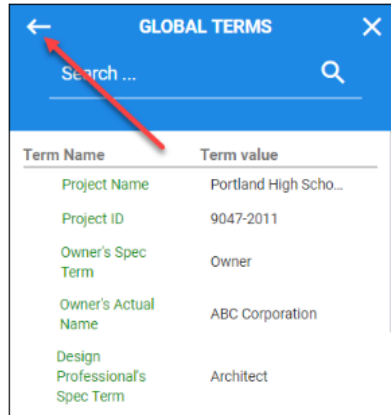 GLOBAL TERMS
Search ...
Term Name Term value
Project Name Portland High Scho...
Project ID 9047-2011
Owner's Spec
Term Owner
Owner's Actual
Name ABC Corporation
Design
Professional's Architect
Spec Term